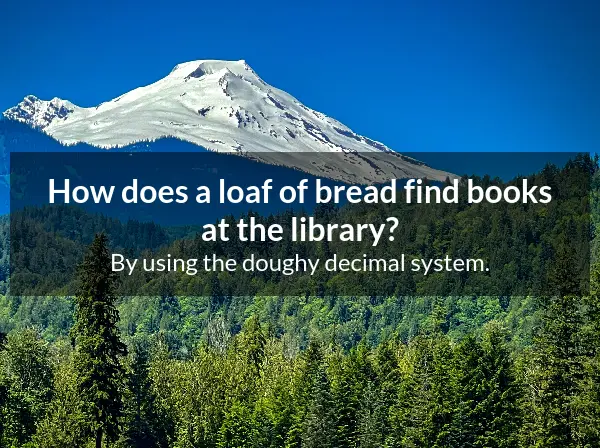 How does a loaf of bread find books
at the library?
By using the doughy decimal system.